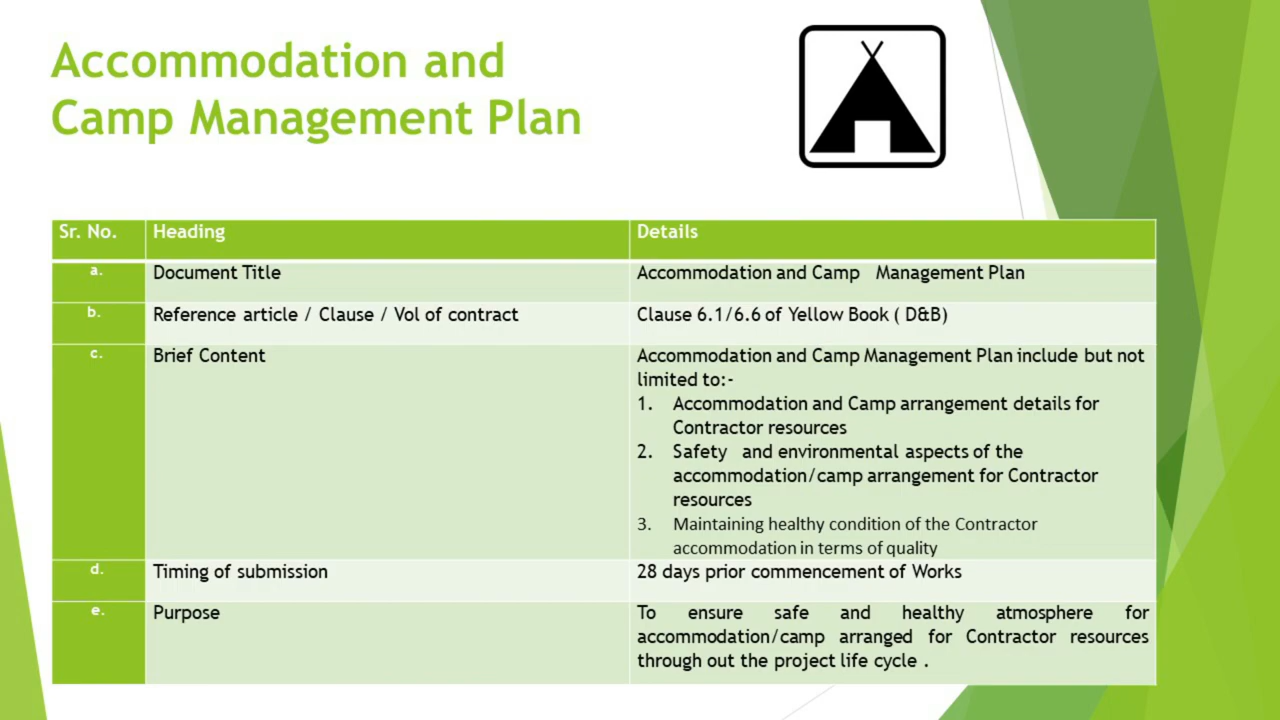 Accommodation and
Camp Management Plan
Sr. No. Heading Details
a. Document Title Accommodation and Camp Management Plan
b. Reference article / Clause / Vol of contract Clause 6.1/6.6 of Yellow Book ( D&B)
c. Brief Content Accommodation and Camp Management Plan include but not
limited to:-
1. Accommodation and Camp arrangement details for
Contractor resources
2. Safety and environmental aspects of the
accommodation/camp arrangement for Contractor
resources
3. Maintaining healthy condition of the Contractor
accommodation in terms of quality
d. Timing of submission 28 days prior commencement of Works
e. Purpose To ensure safe and healthy atmosphere for
accommodation/camp arranged for Contractor resources
through out the project life cycle .